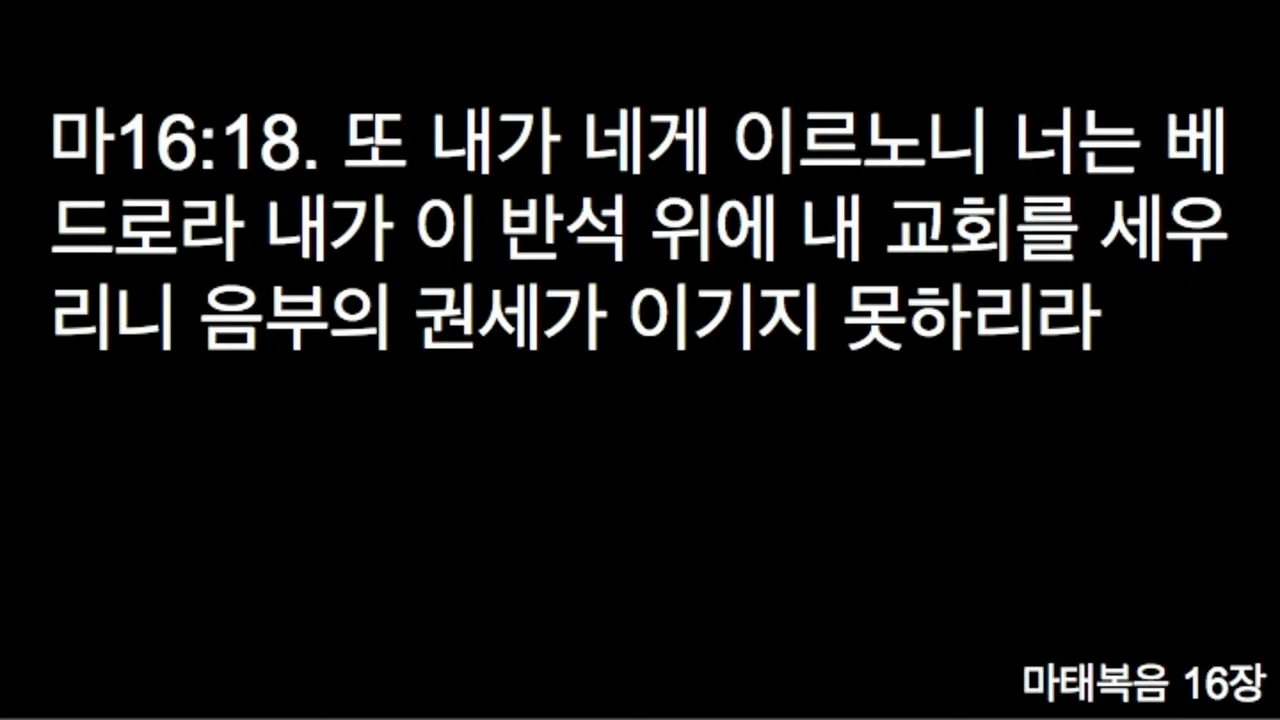 마16:18. 또 내가 네게 이르노니 너는 베
드로라 내가 이 반석 위에 내 교회를 세우
리니 음부의 권세가 이기지 못하리라
마태복음 16장